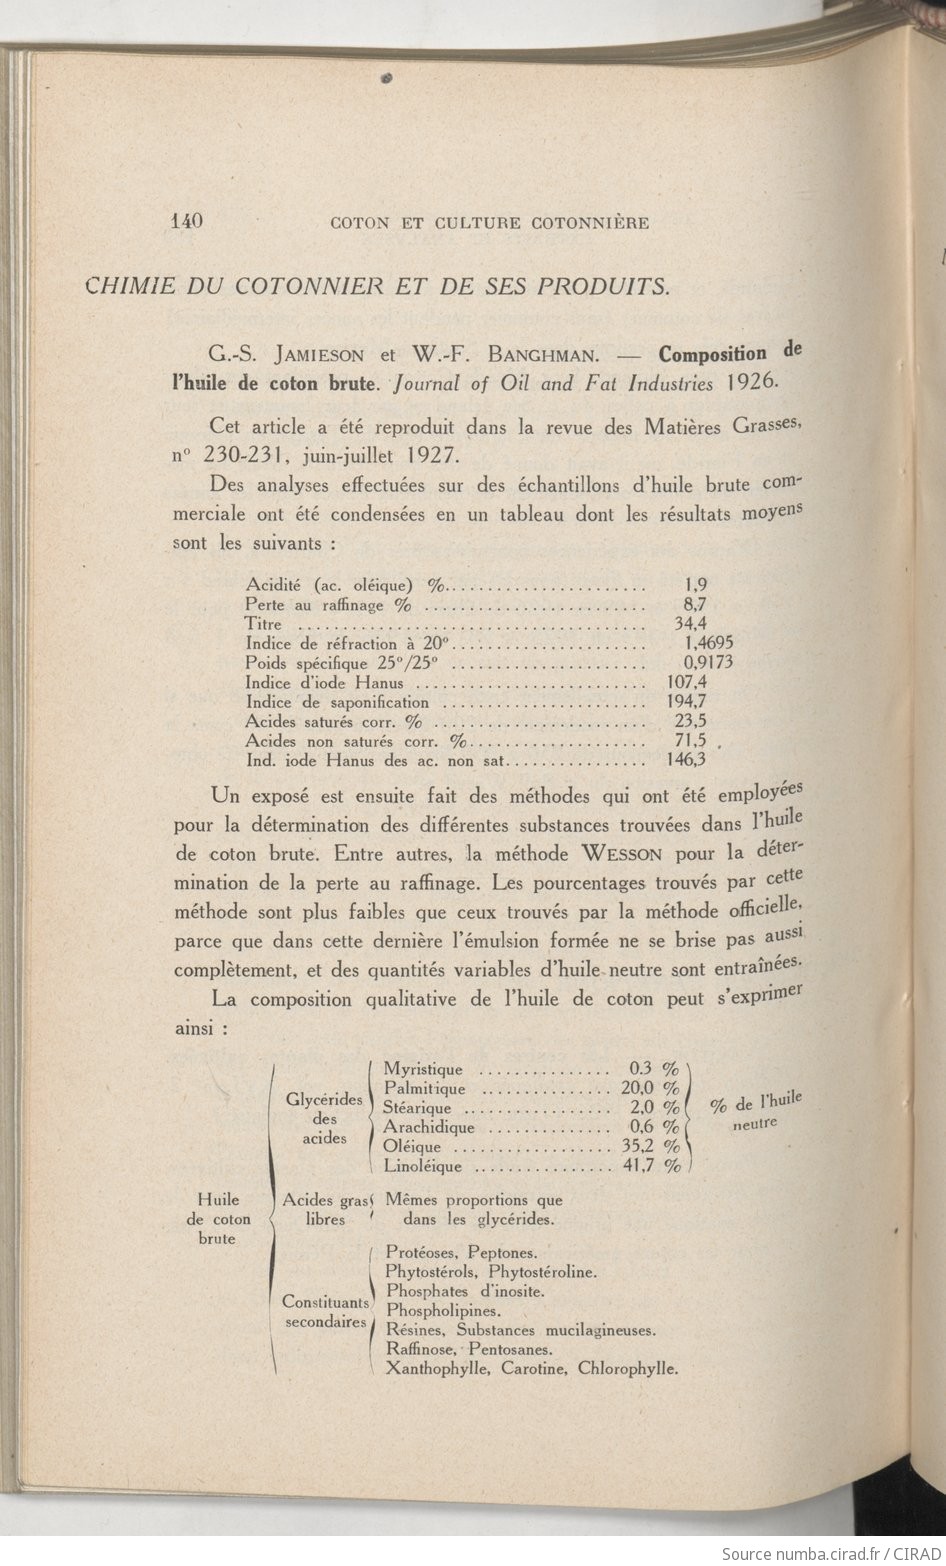 140 COTON ET CULTURE COTONNIÈRE
CHIMIE DU COTONNIER ET DE SES PRODUITS.
G.-S. JAMIESON et W.-F. BANGHMAN. — Composition de
l'huile de coton brute. Journal of Oil and Fat Industries 1926.
Cet article a été reproduit dans la revue des Matières Grasses,
n° 230-231, juin-juillet 1927.
Des analyses effectuées sur des échantillons d'huile brute com-
merciale ont été condensées en un tableau dont les résultats moyens
sont les suivants :
Acidité (ac. oléique) %....................... 1,9
Perte au raffinage % ......................... 8,7
Titre ..................................... 34,4
Indice de réfraction à 20°....................... 1,4695
Poids spécifique 25°/25° ....................... 0,9173
Indice d'iode Hanus .......................... 107,4
Indice de saponification ....................... 194,7
Acides saturés corr. % ........................ 23,5
Acides non saturés corr. %.................... 71,5
Ind. iode Hanus des ac. non sat................ 146,3
Un exposé est ensuite fait des méthodes qui ont été employées
pour la détermination des différentes substances trouvées dans l'huile
de coton brute. Entre autres, la méthode WESSON pour la déter-
mination de la perte au raffinage. Les pourcentages trouvés par cette
méthode sont plus faibles que ceux trouvés par la méthode officielle,
parce que dans cette dernière l'émulsion formée ne se brise pas aussi
complètement, et des quantités variables d'huile neutre sont entraînées.
La composition qualitative de l'huile de coton peut s'exprimer
ainsi :
Huile
de coton
brute
Glycérides
des
acides
Myristique ............... 0.3 %
Palmitique ............... 20,0 %
Stéarique ................. 2,0 %
Arachidique .............. 0,6 %
Oléique .................. 35,2 %
Linoléique ................ 41,7 %
% de l'huile
neutre
Acides gras
libres
Mêmes proportions que
dans les glycérides.
Constituants
secondaires
Protéoses, Peptones.
Phytostérols, Phytostéroline.
Phosphates d'inosite.
Phospholipines.
Résines, Substances mucilagineuses.
Raffinose, Pentosanes.
Xanthophylle, Carotine, Chlorophylle.
Source numba.cirad.fr / CIRAD